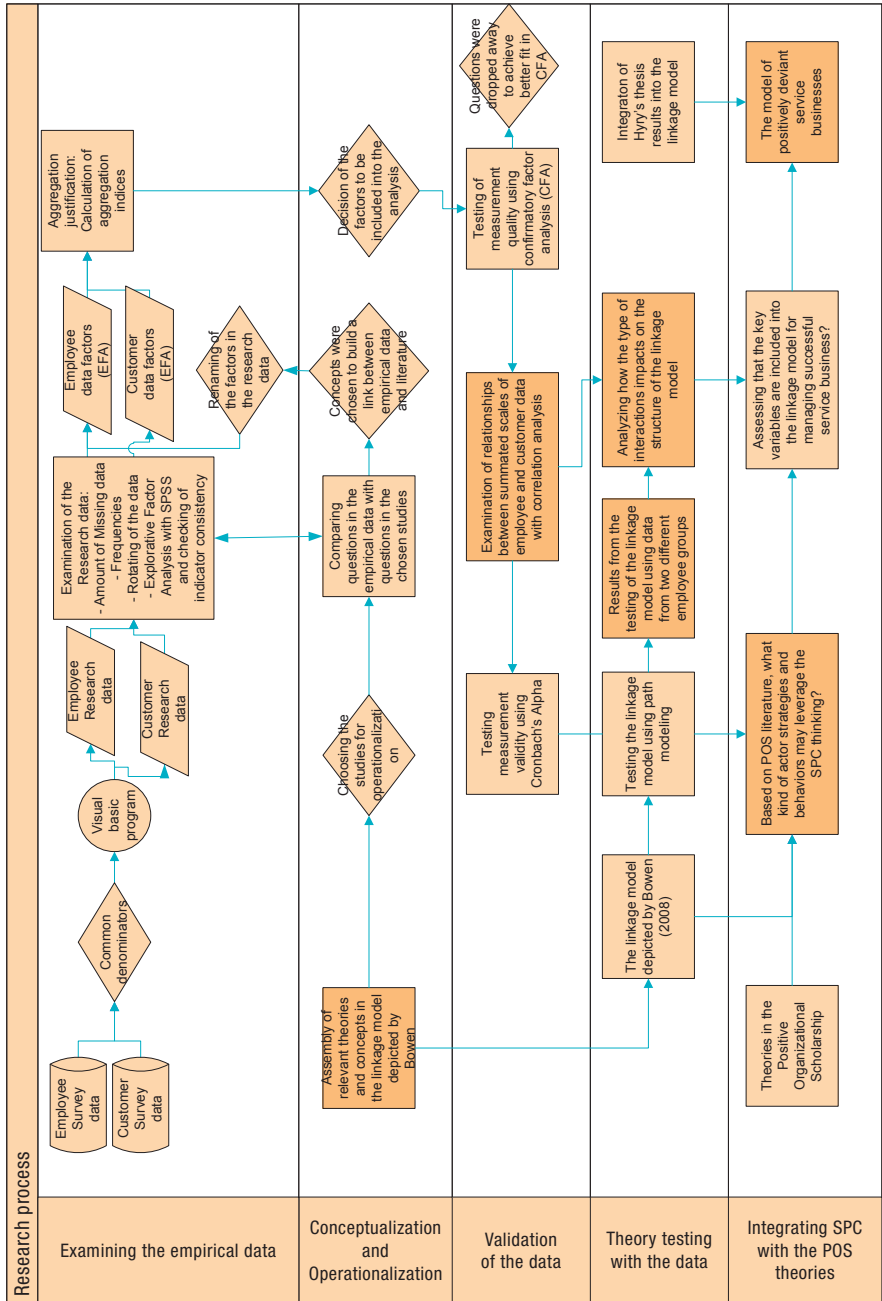 Research process
Examining the empirical data
Employee
Survey
data
Customer
Survey
data
Common
denominators
Visual
basic
program
Employee
Research
data
Customer
Research
data
Examination of the
Research data:
- Amount of Missing data
- Frequencies
- Rotating of the data
- Explorative Factor
Analysis with SPSS
and checking of
indicator consistency
Employee
data factors
(EFA)
Customer
data factors
(EFA)
Renaming of
the factors in
the research
data
Aggregation
justification:
Calculation of
aggregation
indices
Conceptualization
and
Operationalization
Assembly of
relevant theories
and concepts in
the linkage model
depicted by
Bowen
Choosing the
studies for
operationalizati
on
Comparing
questions in the
empirical data with
questions in the
chosen studies
Concepts were
chosen to build a
link between
empirical data
and literature
Decision of the
factors to be
included into the
analysis
Validation
of the data
Testing
measurement
validity using
Cronbach's Alpha
Examination of relationships
between summated scales of
employee and customer data
with correlation analysis
Testing of
measurement
quality using
confirmatory factor
analysis (CFA)
Questions were
dropped away
to achieve
better fit in
CFA
Theory testing
with the data
The linkage model
depicted by Bowen
(2008)
Testing the linkage
model using path
modeling
Results from the
testing of the linkage
model using data
from two different
employee groups
Analyzing how the type of
interactions impacts on the
structure of the linkage
model
Integraton of
Hyry's thesis
results into the
linkage model
Integrating SPC
with the POS
theories
Theories in the
Positive
Organizational
Scholarship
Based on POS literature, what
kind of actor strategies and
behaviors may leverage the
SPC thinking?
Assessing that the key
variables are included into
the linkage model for
managing successful
service business?
The model of
positively deviant
service
businesses